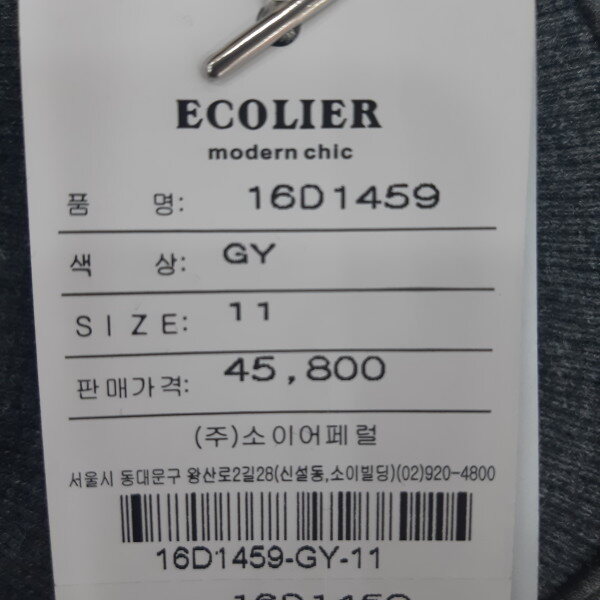 ECOLIER
modern chic
품 명: 16D1459
색 상: GY
SIZE: 11
판매가격: 45,800
(주)소이어페럴
서울시 동대문구 왕산로2길28(신설동,소이빌딩)(02)920-4800
16D1459-GY-11
16D1459